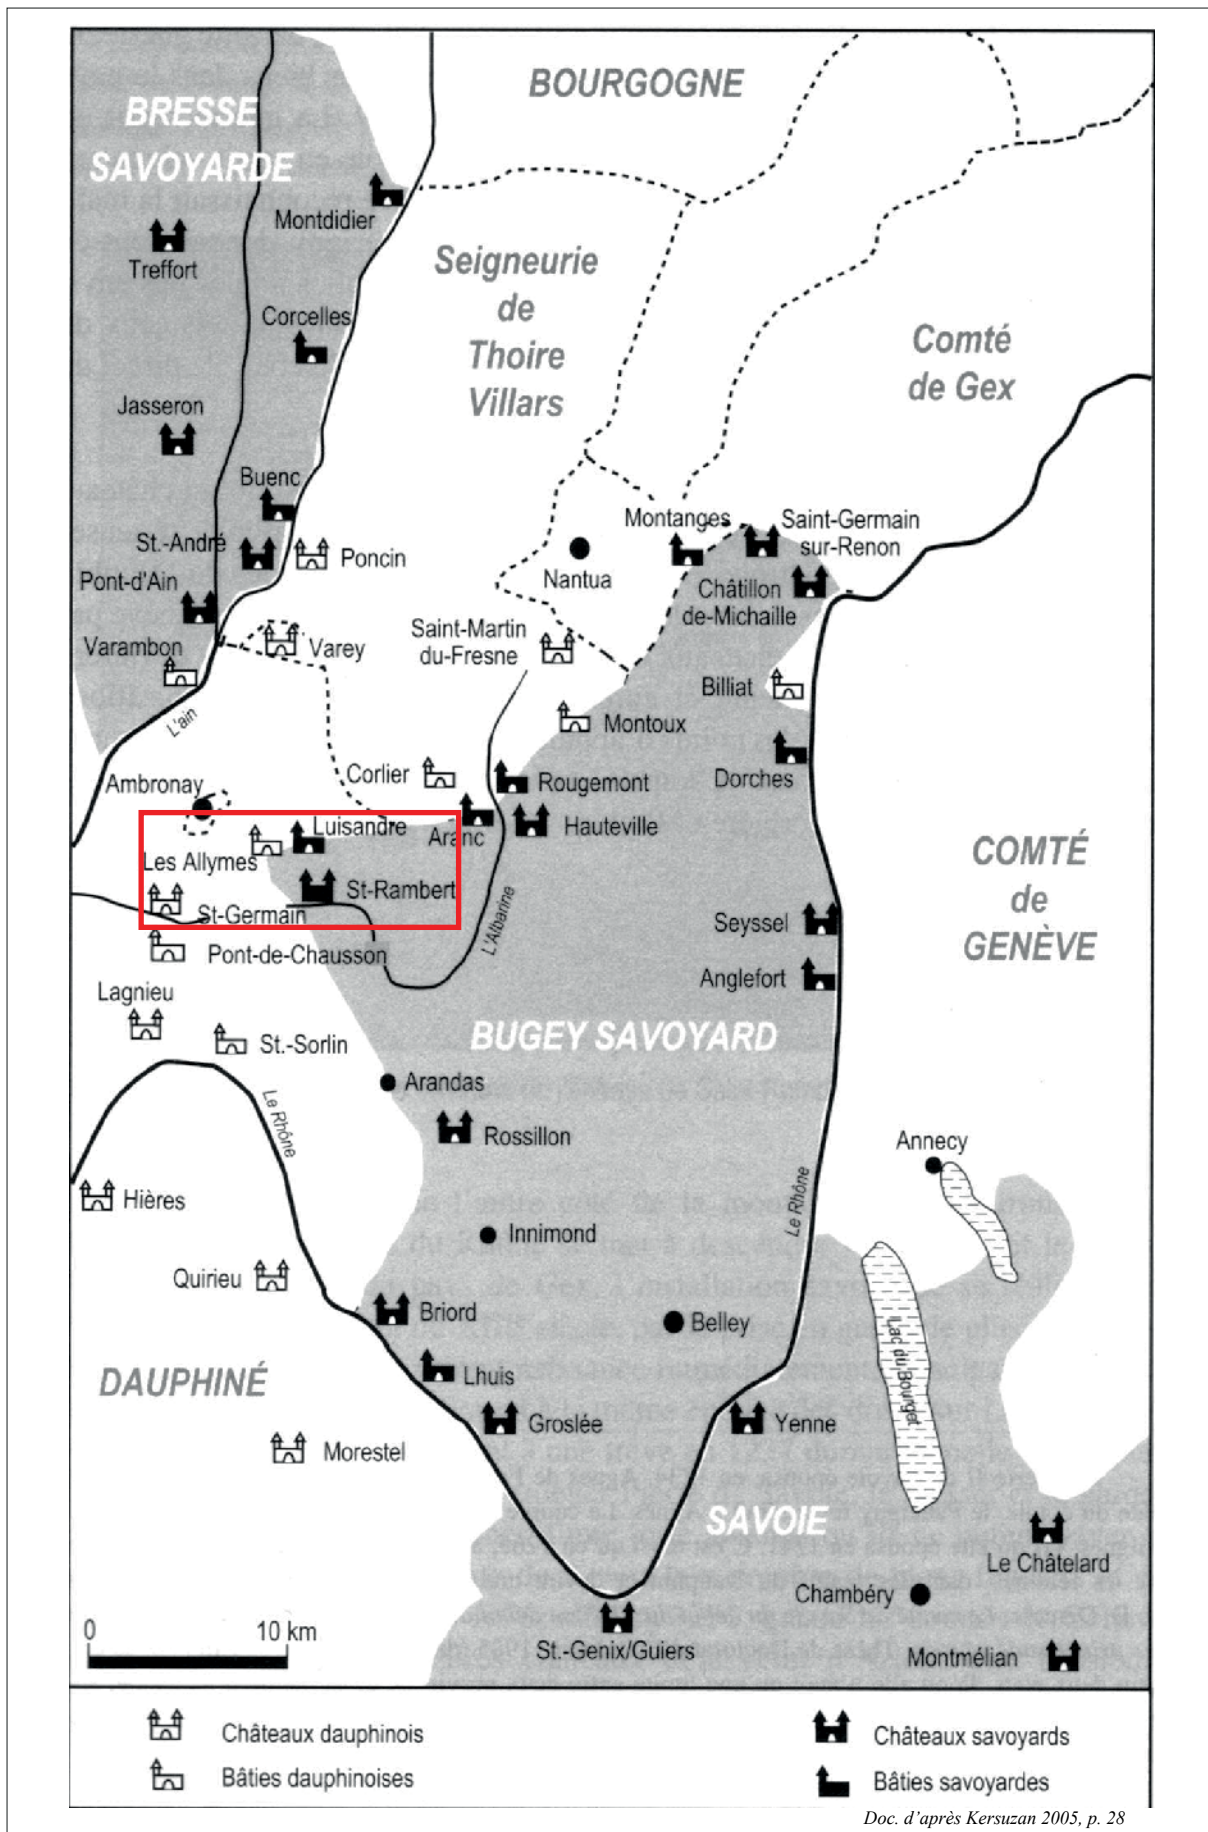 BOURGOGNE
BRESSE
SAVOYARDE
Montdidier
Treffort
Seigneurie
de
Thoire
Villars
Corcelles
Comté
de Gex
Jasseron
Buenc
Montanges
Saint-Germain
sur-Renon
St.-André
Poncin
Nantua
Pont-d'Ain
Châtillon
de-Michaille
Varambon
Varey
Saint-Martin
du-Fresne
Billiat
L'ain
Montoux
Corlier
Rougemont
Dorches
Ambronay
Luisandre
Aranc
Hauteville
Les Allymes
St-Rambert
COMTÉ
de
GENÈVE
St-Germain
L'Albarine
Seyssel
Pont-de-Chausson
Anglefort
Lagnieu
St.-Sorlin
BUGEY SAVOYARD
Arandas
Le Rhône
Rossillon
Annecy
Hières
Innimond
Le Rhône
Quirieu
Briord
Belley
Lac du Bourget
DAUPHINÉ
Lhuis
Groslée
Yenne
Morestel
SAVOIE
Le Châtelard
Chambéry
0 10 km
St.-Genix/Guiers
Montmélian
Châteaux dauphinois
Châteaux savoyards
Bâties dauphinoises
Bâties savoyardes
Doc. d'après Kersuzan 2005, p. 28